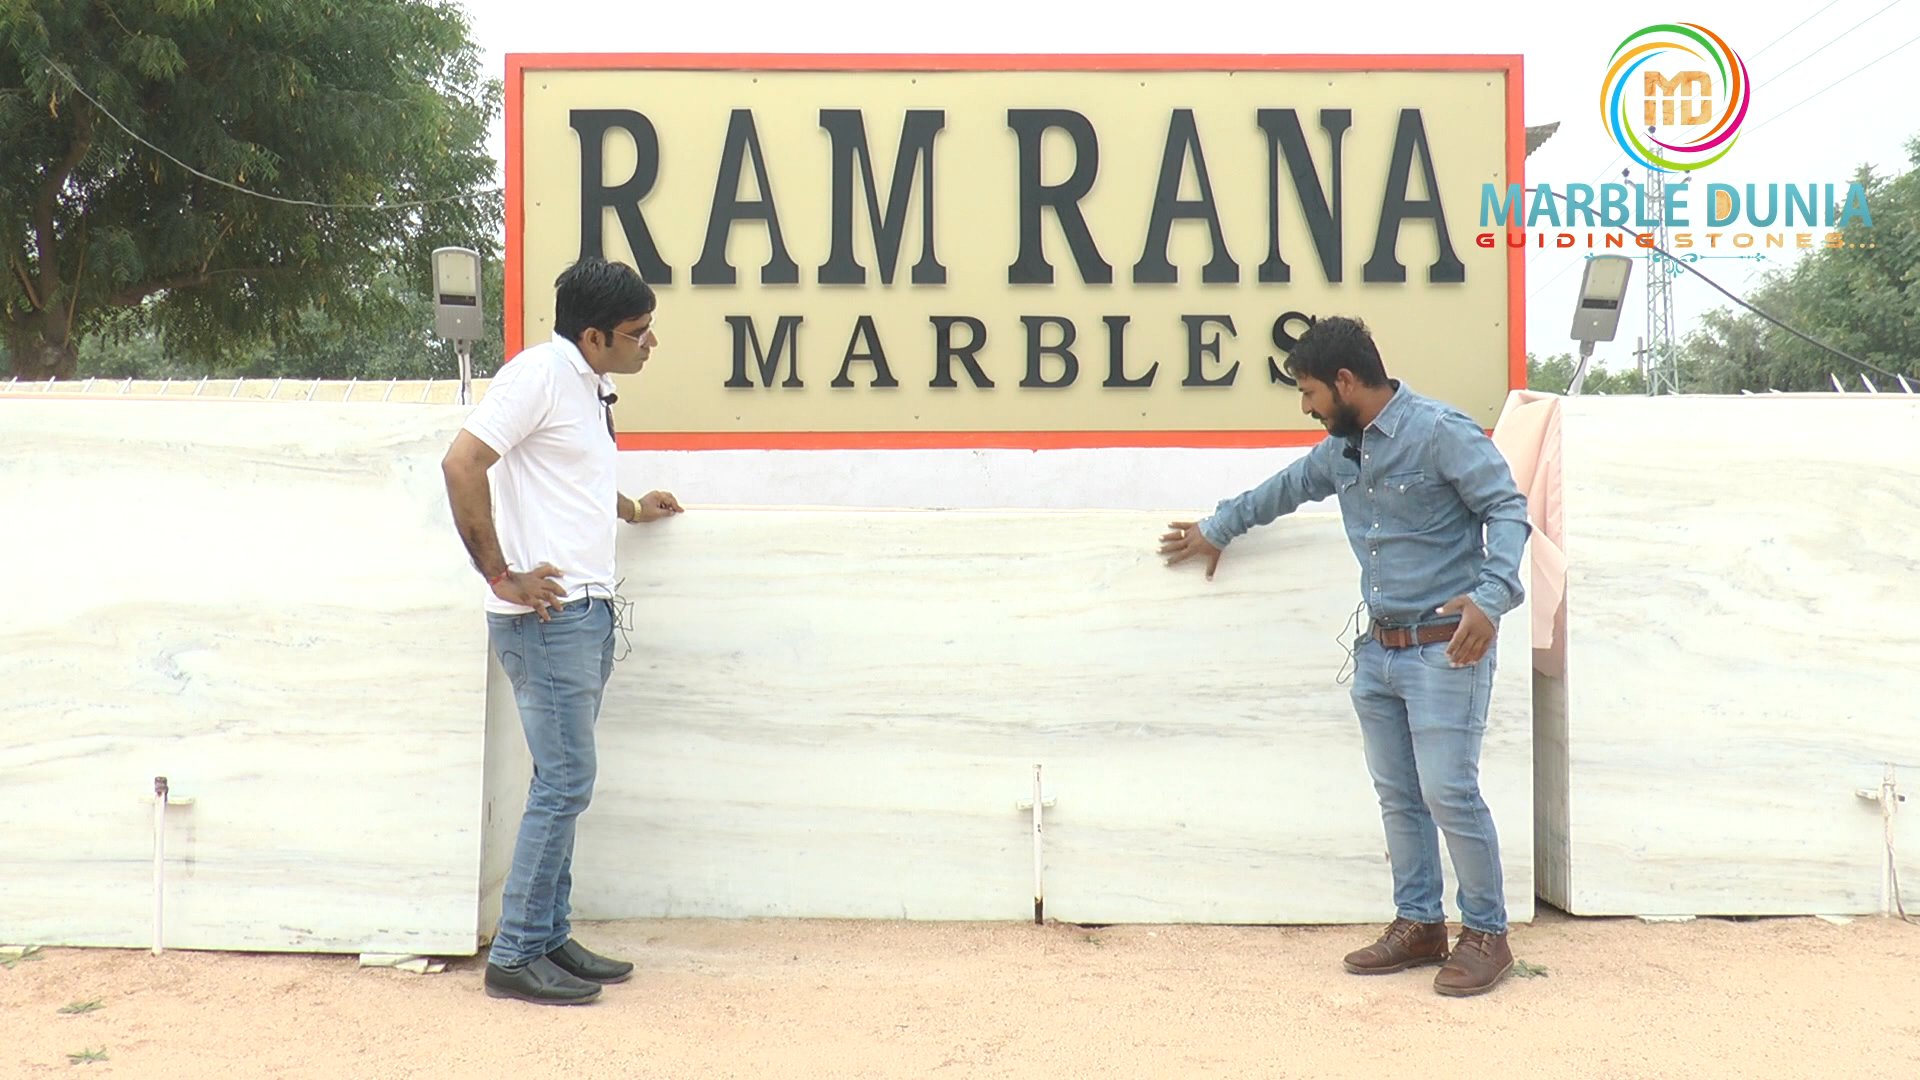 RAM RANA
MARBLES
MD
MARBLE DUNIA
GUIDING STONES...